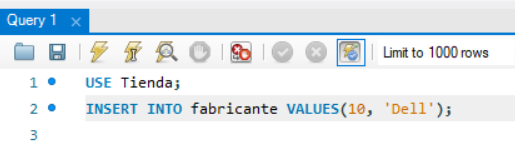 Query 1 ×
Limit to 1000 rows
1 USE Tienda;
2 INSERT INTO fabricante VALUES(10, 'Dell');
3